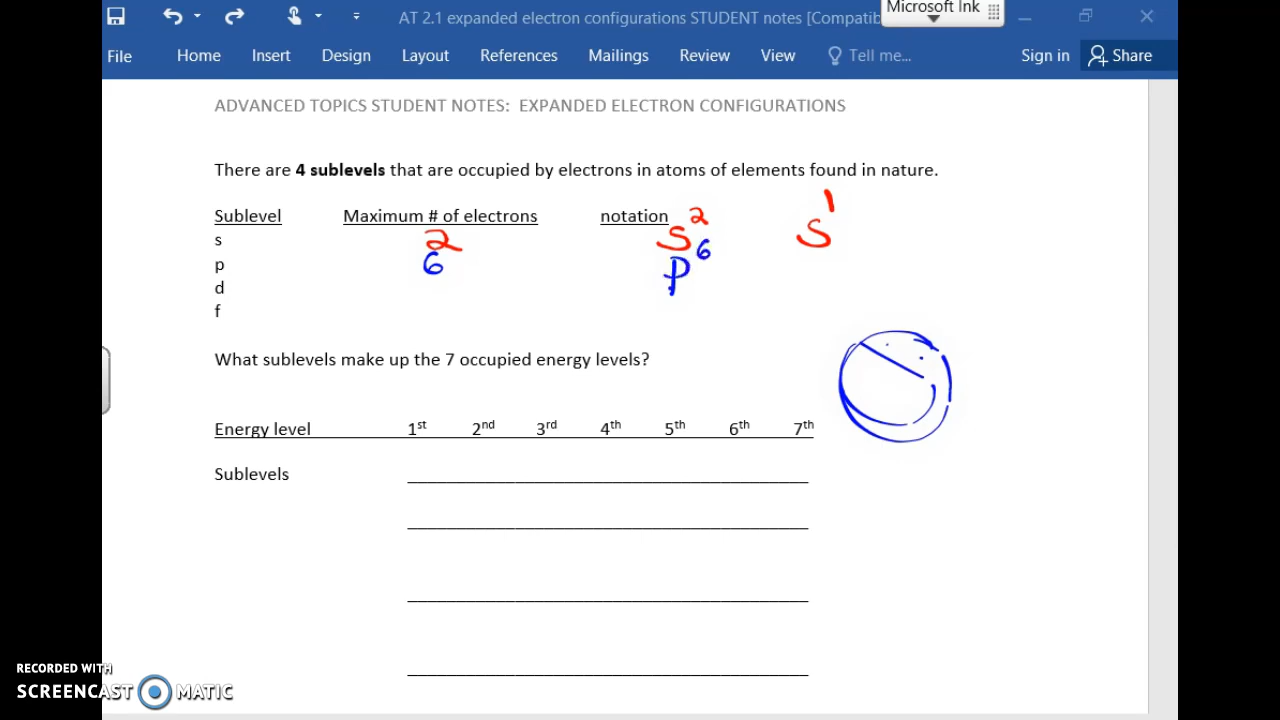 AT 2.1 expanded electron configurations STUDENT notes [Compatib
Microsoft Ink
File Home Insert Design Layout References Mailings Review View Tell me... Sign in Share
ADVANCED TOPICS STUDENT NOTES: EXPANDED ELECTRON CONFIGURATIONS
There are 4 sublevels that are occupied by electrons in atoms of elements found in nature.
Sublevel Maximum # of electrons notation
s 2 S² S¹
p 6 p⁶
d
f
What sublevels make up the 7 occupied energy levels?
Energy level 1st 2nd 3rd 4th 5th 6th 7th
Sublevels
RECORDED WITH
SCREENCAST MATIC